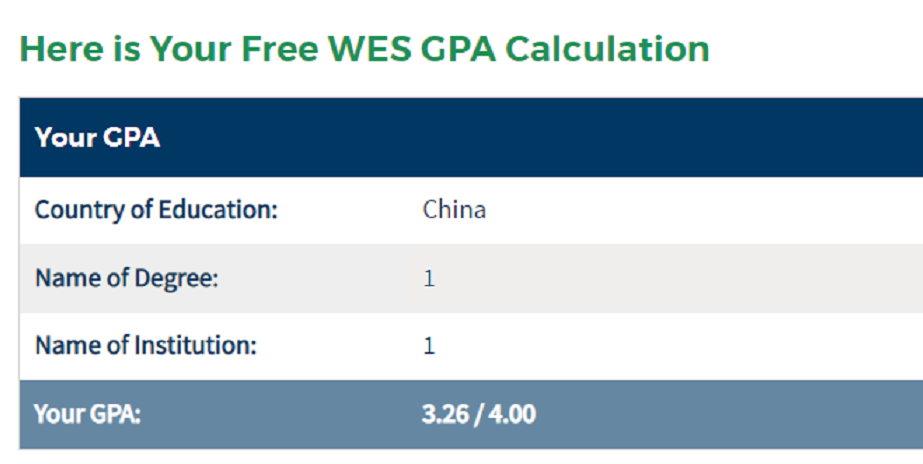 Here is Your Free WES GPA Calculation
Your GPA
Country of Education: China
Name of Degree: 1
Name of Institution: 1
Your GPA: 3.26 / 4.00